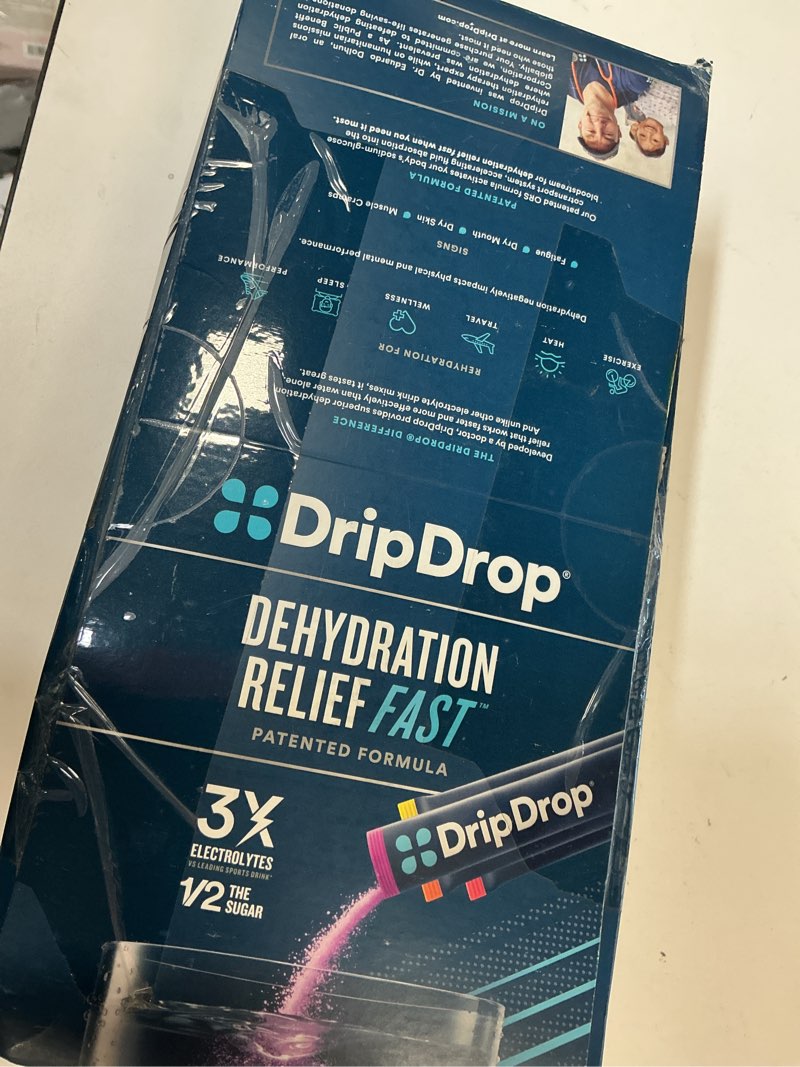 ON A MISSION
DripDrop was invented by Dr. Eduardo Dolhun, an oral
rehydration therapy expert, while on humanitarian missions
where dehydration was prevalent. As a Public Benefit
Corporation, we are committed to defeating dehydration
globally. Your purchase generates life-saving donations
those who need it most.
Learn more at DripDrop.com
PATENTED FORMULA
Our patented ORS formula activates your body's sodium-glucose
cotransport system, accelerating fluid absorption into the
bloodstream for dehydration relief fast when you need it most.
SIGNS
Fatigue Dry Mouth Dry Skin Muscle Cramps
Dehydration negatively impacts physical and mental performance.
REHYDRATION FOR
EXERCISE HEAT TRAVEL WELLNESS SLEEP PERFORMANCE
THE DRIPDROP® DIFFERENCE
Developed by a doctor, DripDrop provides superior dehydration
relief that works faster and more effectively than water alone.
And unlike other electrolyte drink mixes, it tastes great.
DripDrop®
DEHYDRATION
RELIEF FAST™
PATENTED FORMULA
3X
ELECTROLYTES
VS LEADING SPORTS DRINK*
1/2 THE
SUGAR
DripDrop®